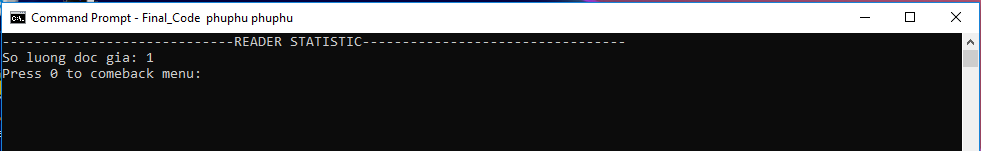 Command Prompt - Final_Code  phuphu phuphu
-----------------------------READER STATISTIC---------------------------------
So luong doc gia: 1
Press 0 to comeback menu: